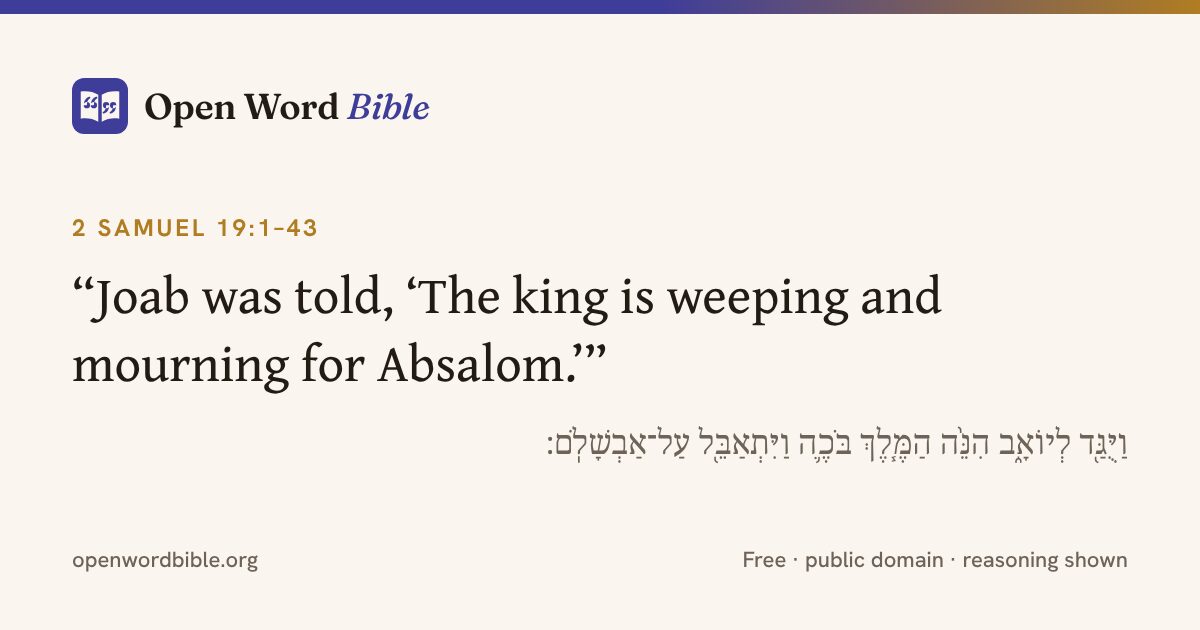 Open Word Bible
2 SAMUEL 19:1–43
“Joab was told, ‘The king is weeping and
mourning for Absalom.’”
וַיֻּגַּ֖ד לְיוֹאָ֑ב הִנֵּ֨ה הַמֶּ֧לֶךְ בֹּכֶ֛ה וַיִּתְאַבֵּ֖ל עַל־אַבְשָׁלֹֽם׃
openwordbible.org
Free · public domain · reasoning shown